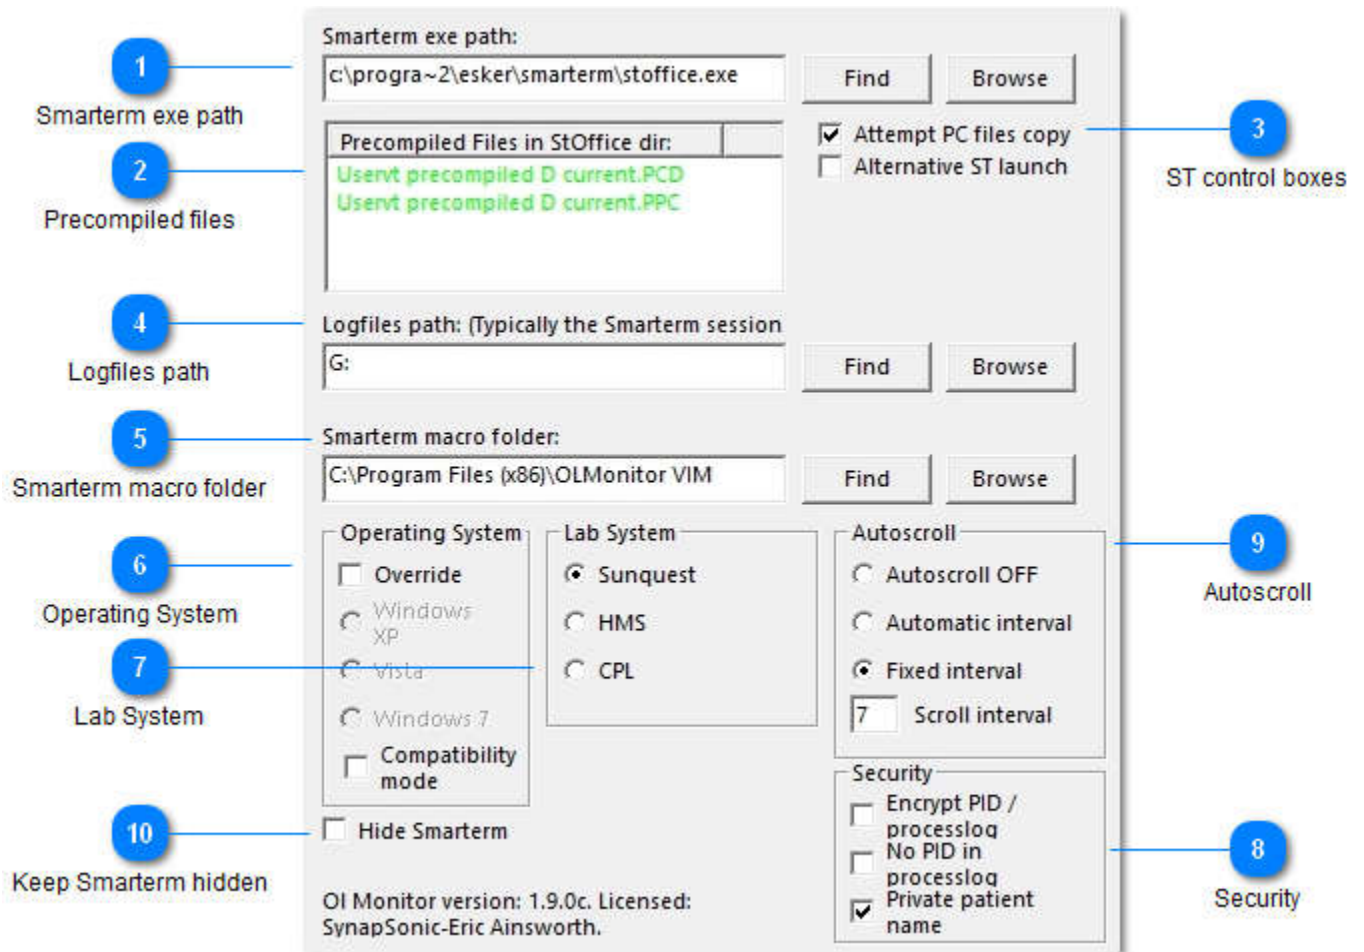 Smarterm exe path:
1
c:\progra~2\esker\smarterm\stoffice.exe
Find
Browse
Smarterm exe path
Precompiled Files in StOffice dir:
Attempt PC files copy
3
2
Uservt precompiled D current.PCD
Alternative ST launch
ST control boxes
Uservt precompiled D current.PPC
Precompiled files
4
Logfiles path: (Typically the Smarterm session
G:
Find
Browse
Logfiles path
5
Smarterm macro folder:
C:\Program Files (x86)\OLMonitor VIM
Find
Browse
Smarterm macro folder
Operating System
Lab System
Autoscroll
9
6
Override
Sunquest
Autoscroll OFF
Autoscroll
Operating System
Windows
XP
HMS
Automatic interval
7
Vista
CPL
Fixed interval
Lab System
Windows 7
7
Scroll interval
Compatibility
mode
Security
Encrypt PID /
processlog
10
Hide Smarterm
No PID in
processlog
8
Keep Smarterm hidden
Private patient
name
Security
OI Monitor version: 1.9.0c. Licensed:
SynapSonic-Eric Ainsworth.